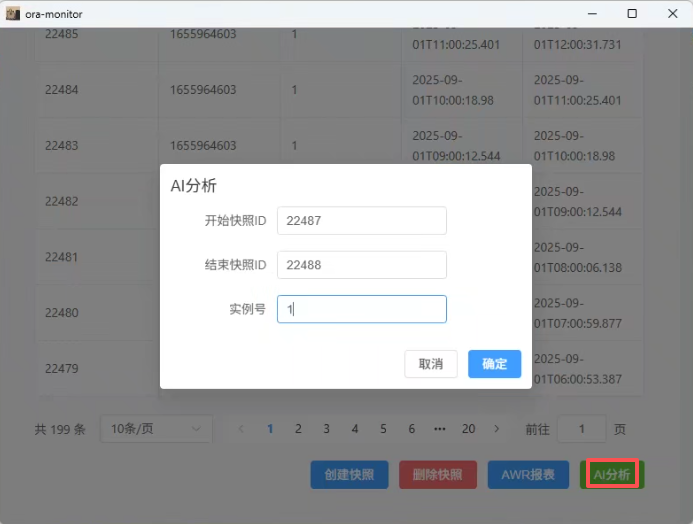 ora-monitor
22485 1655964603 1 2025-09-01T11:00:25.401 2025-09-01T12:00:31.731
22484 1655964603 1 2025-09-01T10:00:18.98 2025-09-01T11:00:25.401
22483 1655964603 1 2025-09-01T09:00:12.544 2025-09-01T10:00:18.98
22482 2025-09-01T09:00:12.544
22481 2025-09-01T08:00:06.138
22480 2025-09-01T07:00:59.877
22479 2025-09-01T06:00:53.387
AI分析
开始快照ID 22487
结束快照ID 22488
实例号 1
取消 确定
共 199 条 10条/页 1 2 3 4 5 6 ••• 20 前往 1 页
创建快照 删除快照 AWR报表 AI分析